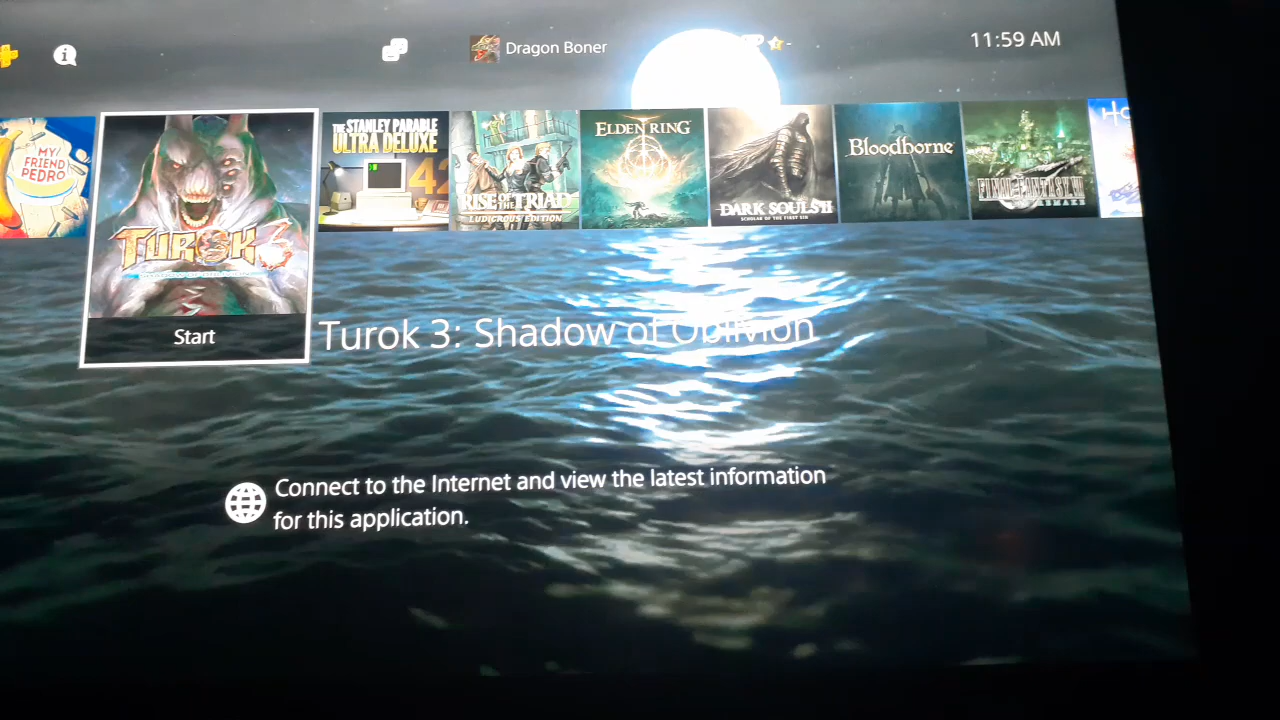 Dragon Boner
11:59 AM
MY
FRIEND
PEDRO
TUROK 3
Start
THE STANLEY PARABLE
ULTRA DELUXE
42
RISE OF THE TRIAD
LUDICROUS EDITION
ELDEN RING
DARK SOULS II
SCHOLAR OF THE FIRST SIN
Bloodborne
FINAL FANTASY VII
REMAKE
Turok 3: Shadow of Oblivion
Connect to the Internet and view the latest information
for this application.